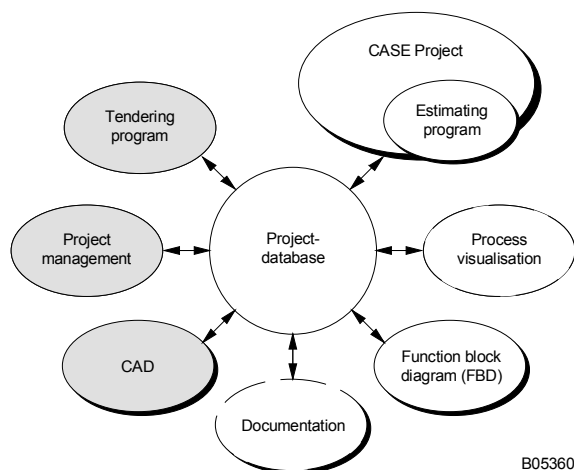 CASE Project
Tendering
program
Estimating
program
Project
management
Project-
database
Process
visualisation
CAD
Function block
diagram (FBD)
Documentation
B05360